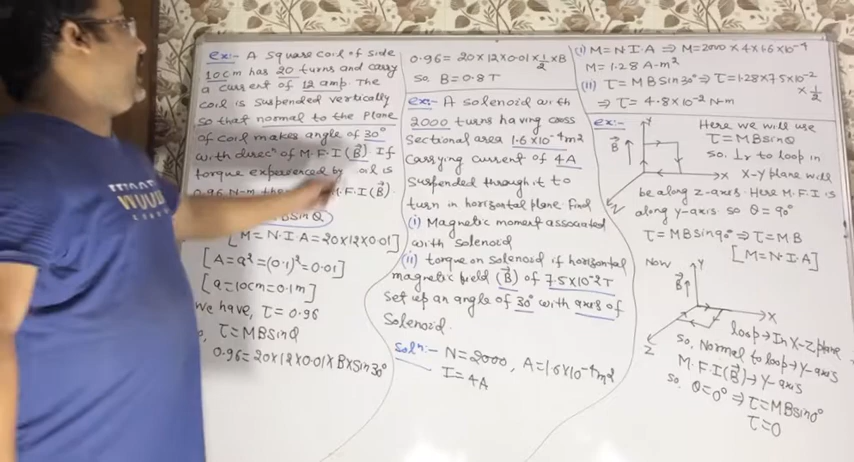 ex:- A square coil of side
10cm has 20 turns and carry
a current of 12 amp. The
coil is suspended vertically
so that normal to the plane
of coil makes angle of 30°
with direcⁿ of M.F.I (B⃗). If
torque experienced by oil is
0.96 N-m the M.F.I (B⃗).
BSinθ
[M=N·I·A=20×12×0.01]
[A=a²=(0.1)²=0.01]
[a=10cm=0.1m]
we have, τ=0.96
τ=MBSinθ
0.96=20×12×0.01×B×Sin30°
0.96=20×12×0.01×1/2×B
So, B=0.8T
ex:- A solenoid with
2000 turns having cross
Sectional area 1.6×10⁻⁴m²
Carrying current of 4A
Suspended through it to
turn in horizontal plane Find
(i) Magnetic moment associated
with Solenoid
(ii) torque on Solenoid if horizontal
magnetic field (B⃗) of 7.5×10⁻²T
Set up an angle of 30° with axis of
Solenoid.
Solⁿ:- N=2000, A=1.6×10⁻⁴m²
I=4A
(i) M=N·I·A ⇒ M=2000×4×1.6×10⁻⁴
M=1.28 A-m²
(ii) τ=MBSin30° ⇒ τ=1.28×7.5×10⁻²×1/2
⇒ τ=4.8×10⁻² N-m
ex:-
Y
B⃗
X
Z
Here we will use
τ=MBSinθ
So, ⊥r to loop in
X-Y plane will
be along Z-axis. Here M.F.I is
along Y-axis so θ=90°
τ=MBSin90° ⇒ τ=MB
[M=N·I·A]
Now
Y
B⃗
X
Z
loop→In X-Z plane
So, Normal to loop→Y-axis
M.F.I(B⃗)→Y-axis
So, θ=0° ⇒ τ=MBSin0°
τ=0